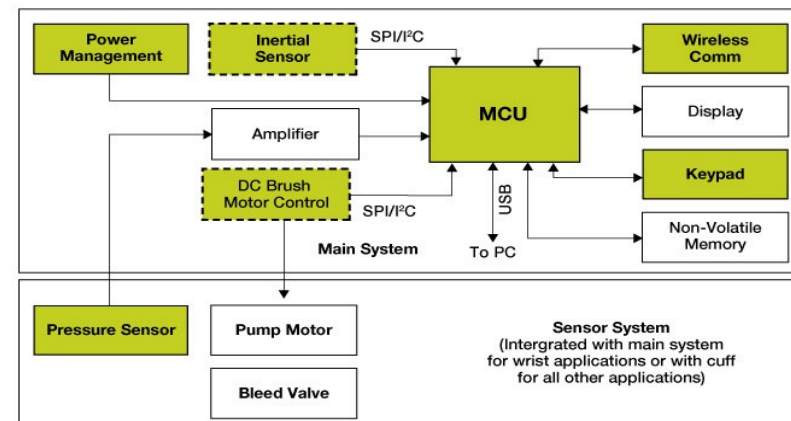 Power
Management
Inertial
Sensor
SPI/I²C
Wireless
Comm
MCU
Amplifier
Display
DC Brush
Motor Control
SPI/I²C
USB
Keypad
Main System
To PC
Non-Volatile
Memory
Pressure Sensor
Pump Motor
Bleed Valve
Sensor System
(Intergrated with main system
for wrist applications or with cuff
for all other applications)